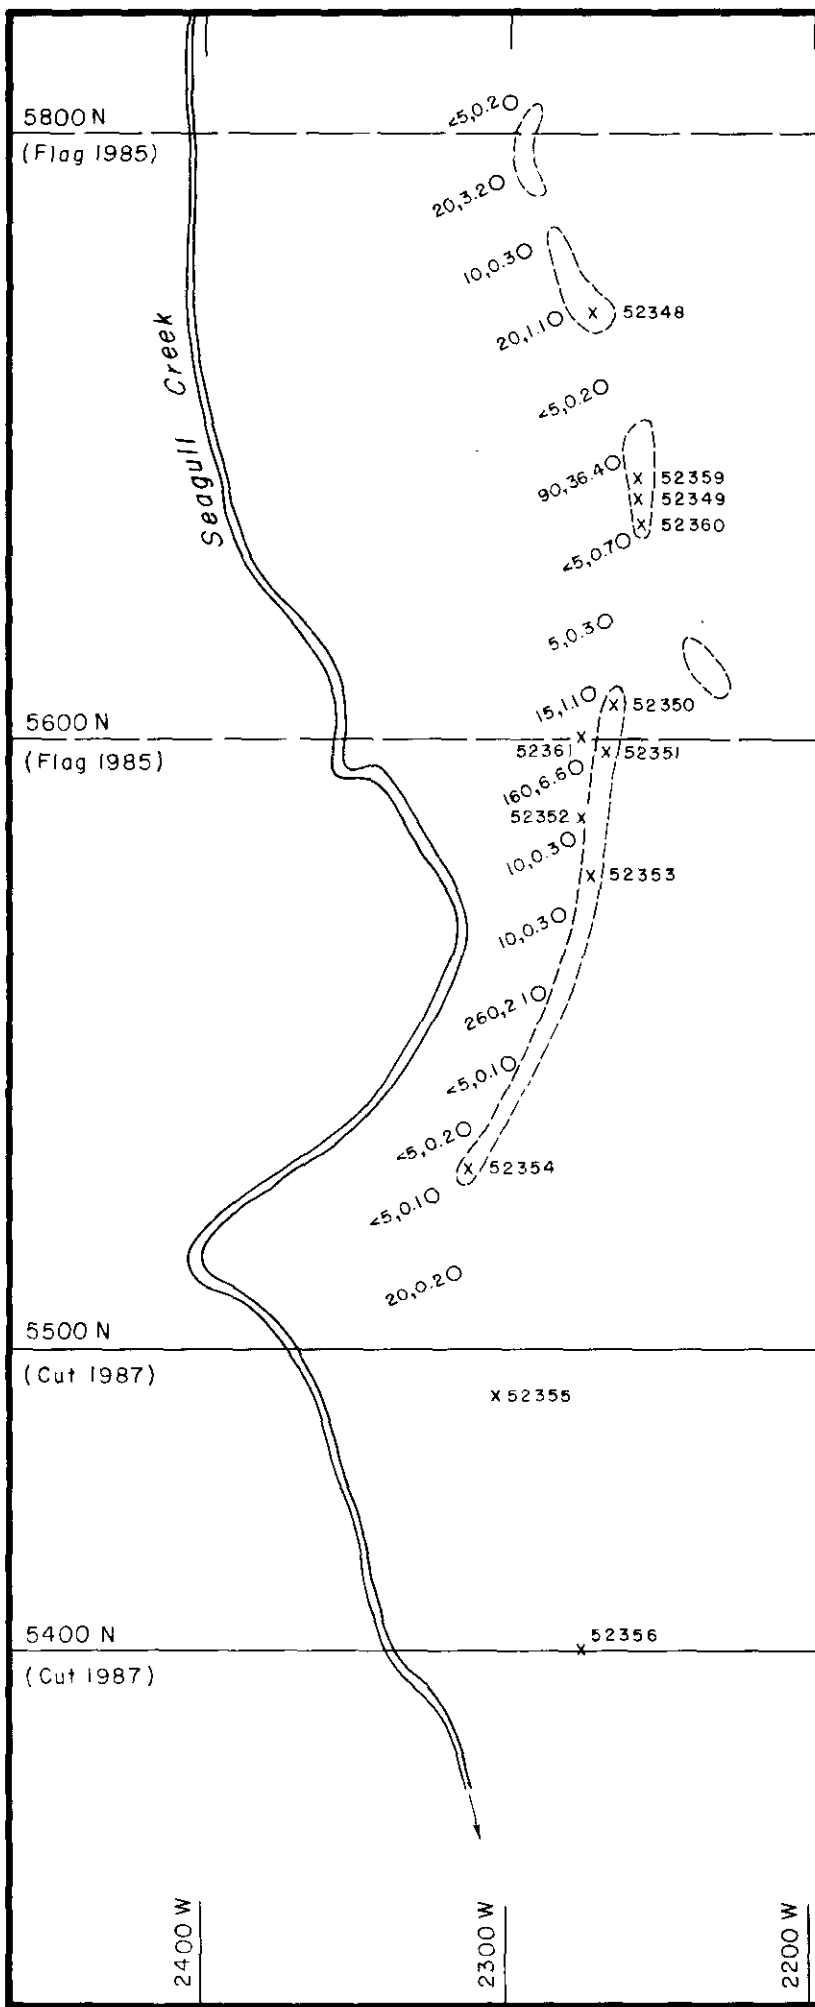 5800 N
(Flag 1985)
<5,0.2
20,3.2
10,0.3
20,1.1
52348
Seagull Creek
<5,0.2
90,36.4
52359
52349
52360
<5,0.7
5,0.3
15,1.1
52350
5600 N
(Flag 1985)
52361
52351
160,6.6
52352
10,0.3
52353
10,0.3
260,21
<5,0.1
<5,0.2
52354
<5,0.1
20,0.2
5500 N
(Cut 1987)
52355
5400 N
(Cut 1987)
52356
2400 W
2300 W
2200 W